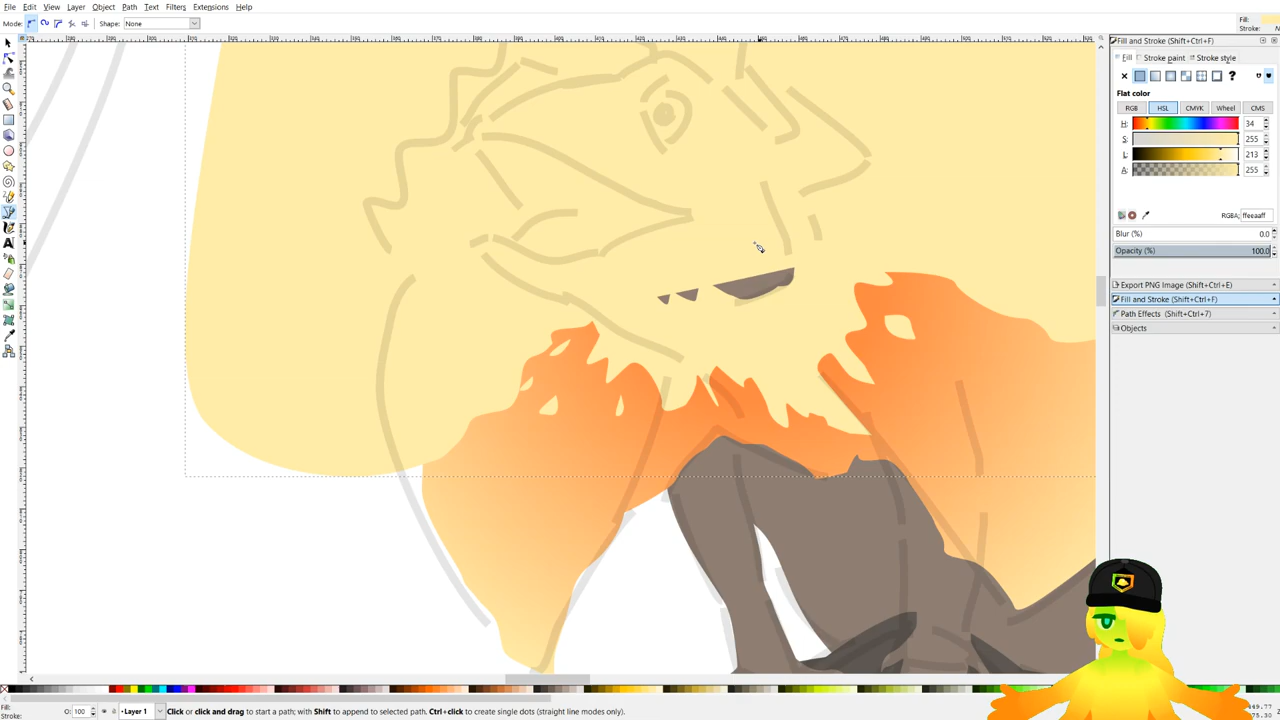 File Edit View Layer Object Path Text Filters Extensions Help
Mode: Shape: None
Fill:
Stroke:
Fill and Stroke (Shift+Ctrl+F)
Fill Stroke paint Stroke style
Flat color
RGB HSL CMYK Wheel CMS
H: 34
S: 255
L: 213
A: 255
RGBA: ffeeaaff
Blur (%) 0.0
Opacity (%) 100.0
Export PNG Image (Shift+Ctrl+E)
Fill and Stroke (Shift+Ctrl+F)
Path Effects (Shift+Ctrl+7)
Objects
Fill:
Stroke:
O: 100 Layer 1 Click or click and drag to start a path; with Shift to append to selected path. Ctrl+click to create single dots (straight line modes only).